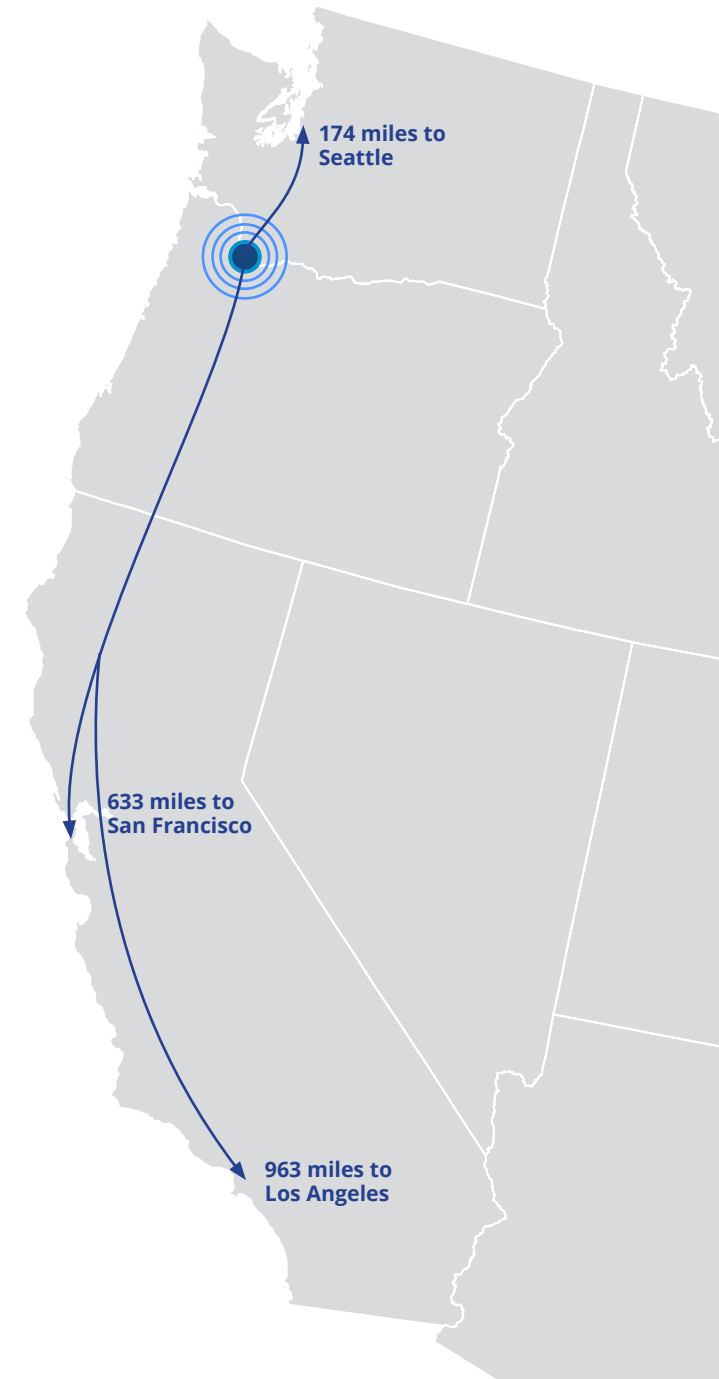 174 miles to
Seattle
633 miles to
San Francisco
963 miles to
Los Angeles